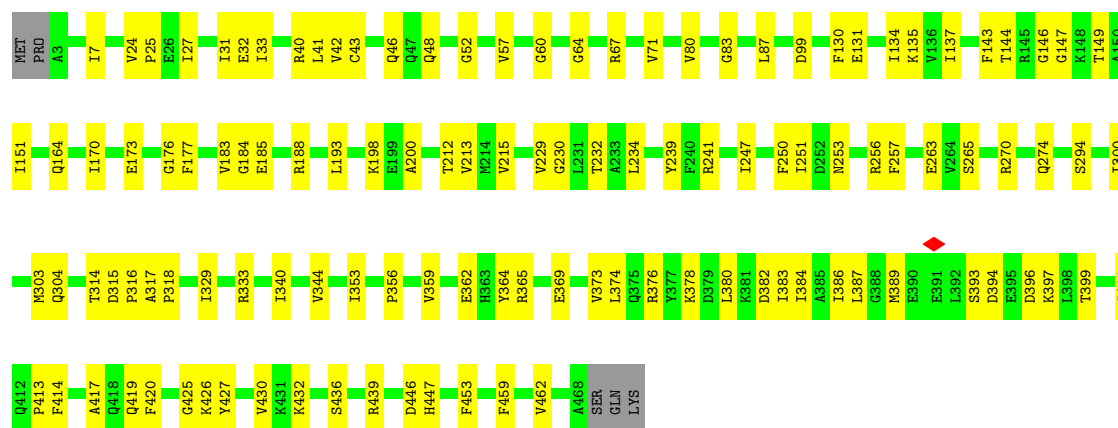 MET PRO A3 I7 V24 P25 E26 I27 I31 E32 I33 R40 L41 V42 C43 Q46 Q47 Q48 G52 V57 G60 G64 R67 V71 V80 G83 L87 D99 F130 E131 I134 K135 V136 I137 F143 T144 R145 G146 G147 K148 T149 A150
I151 Q164 I170 E173 G176 F177 V183 G184 E185 R188 L193 K198 E199 A200 T212 V213 M214 V215 V229 G230 L231 T232 A233 L234 Y239 F240 R241 I247 F250 I251 D252 N253 R256 F257 E263 V264 S265 R270 Q274 S294
M303 Q304 T314 D315 P316 A317 P318 I329 R333 I340 V344 I353 P356 V359 E362 H363 Y364 R365 E369 V373 L374 Q375 R376 Y377 K378 D379 L380 K381 D382 I383 I384 A385 I386 L387 G388 M389 E390 E391 L392 S393 D394 E395 D396 K397 L398 T399
Q412 P413 F414 A417 Q418 Q419 F420 G425 K426 Y427 V430 K431 K432 S436 R439 D446 H447 F453 F459 V462 A468 SER GLN LYS